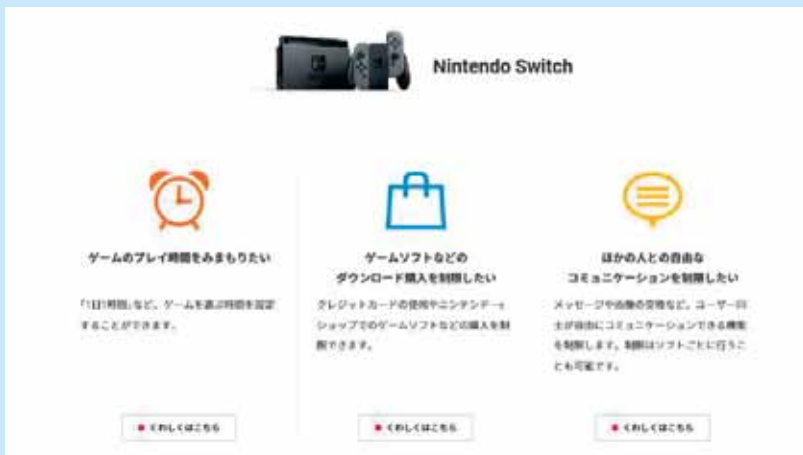 Nintendo Switch
ゲームのプレイ時間をみまもりたい
「1日1時間」など、ゲームを遊ぶ時間を設定
することができます。
くわしくはこちら
ゲームソフトなどの
ダウンロード購入を制限したい
クレジットカードの使用やニンテンドーe
ショップでのゲームソフトなどの購入を制
限できます。
くわしくはこちら
ほかの人との自由な
コミュニケーションを制限したい
メッセージや画像の交換など、ユーザー同
士が自由にコミュニケーションできる機能
を制限します。制限はソフトごとに行うこ
とも可能です。
くわしくはこちら